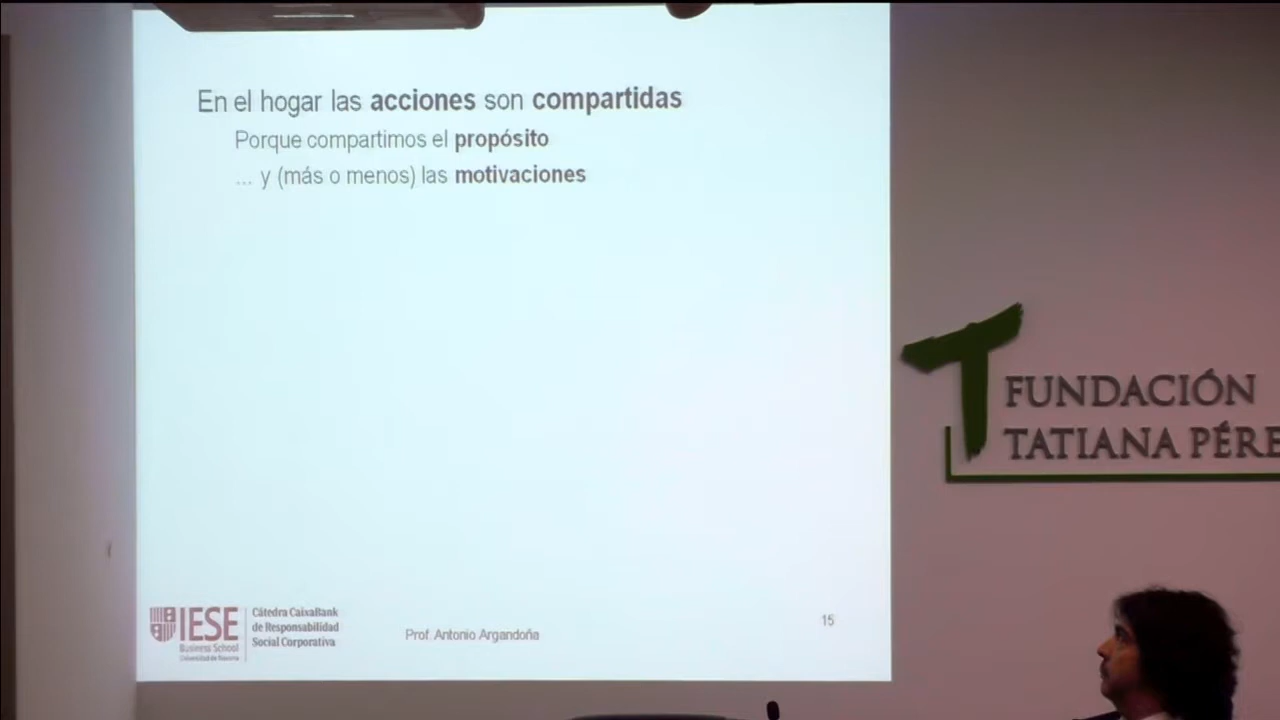 En el hogar las acciones son compartidas
Porque compartimos el propósito
... y (más o menos) las motivaciones
FUNDACIÓN
TATIANA PÉRE
IESE
Business School
Universidad de Navarra
Cátedra CaixaBank
de Responsabilidad
Social Corporativa
Prof. Antonio Argandoña
15